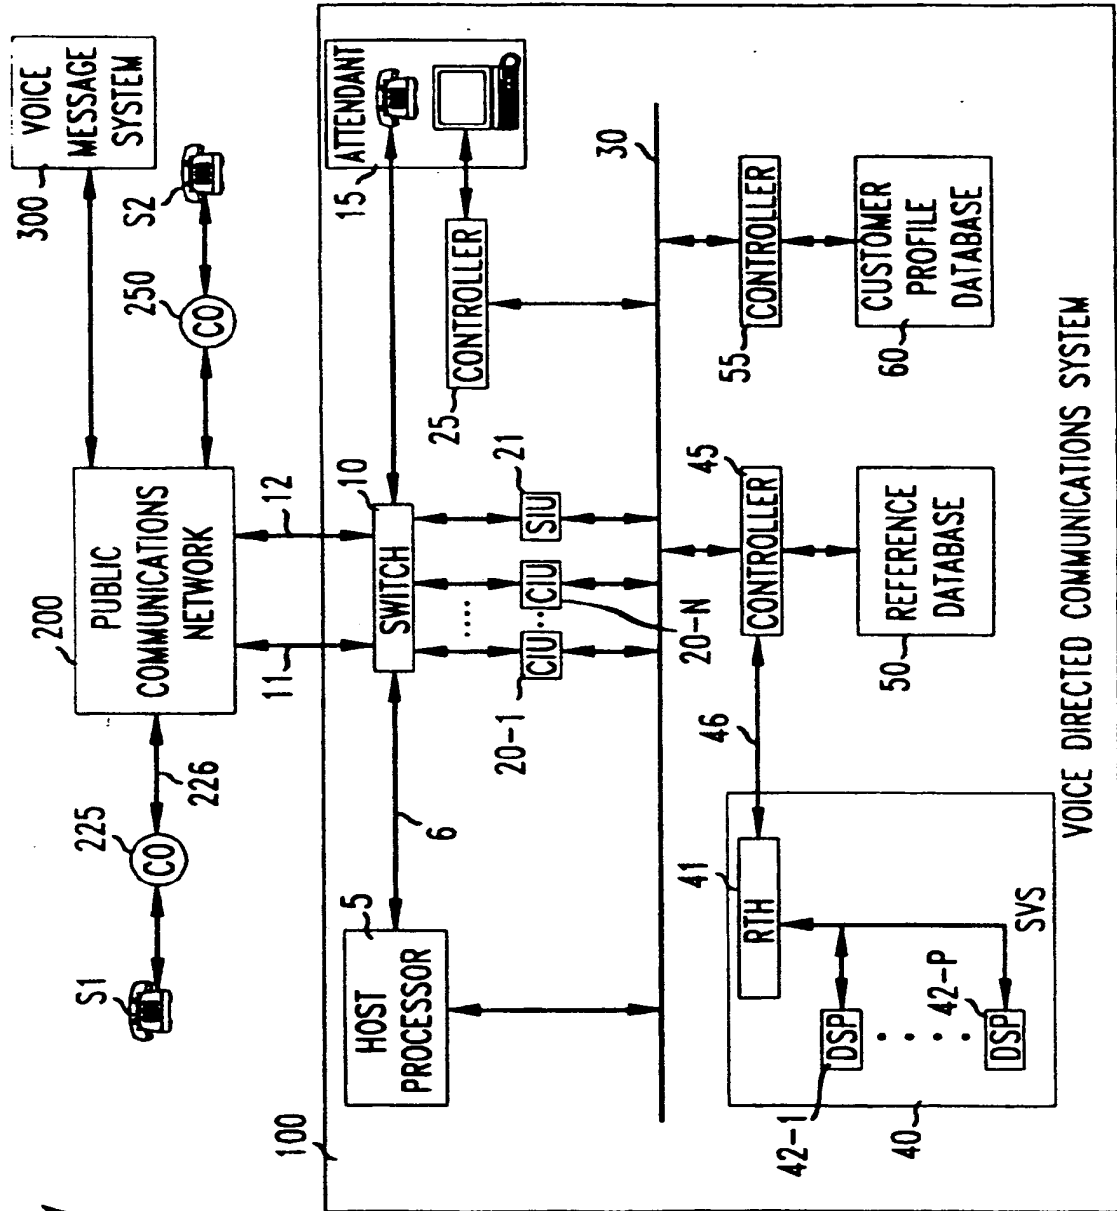 300
VOICE
MESSAGE
SYSTEM
S1
225
CO
226
200
PUBLIC
COMMUNICATIONS
NETWORK
250
CO
S2
11
12
100
5
HOST
PROCESSOR
6
10
SWITCH
15
ATTENDANT
25
CONTROLLER
20-1
CIU
....
..
CIU
20-N
SIU
21
30
40
SVS
41
RTH
42-1
DSP
....
42-P
DSP
46
45
CONTROLLER
50
REFERENCE
DATABASE
55
CONTROLLER
60
CUSTOMER
PROFILE
DATABASE
VOICE DIRECTED COMMUNICATIONS SYSTEM